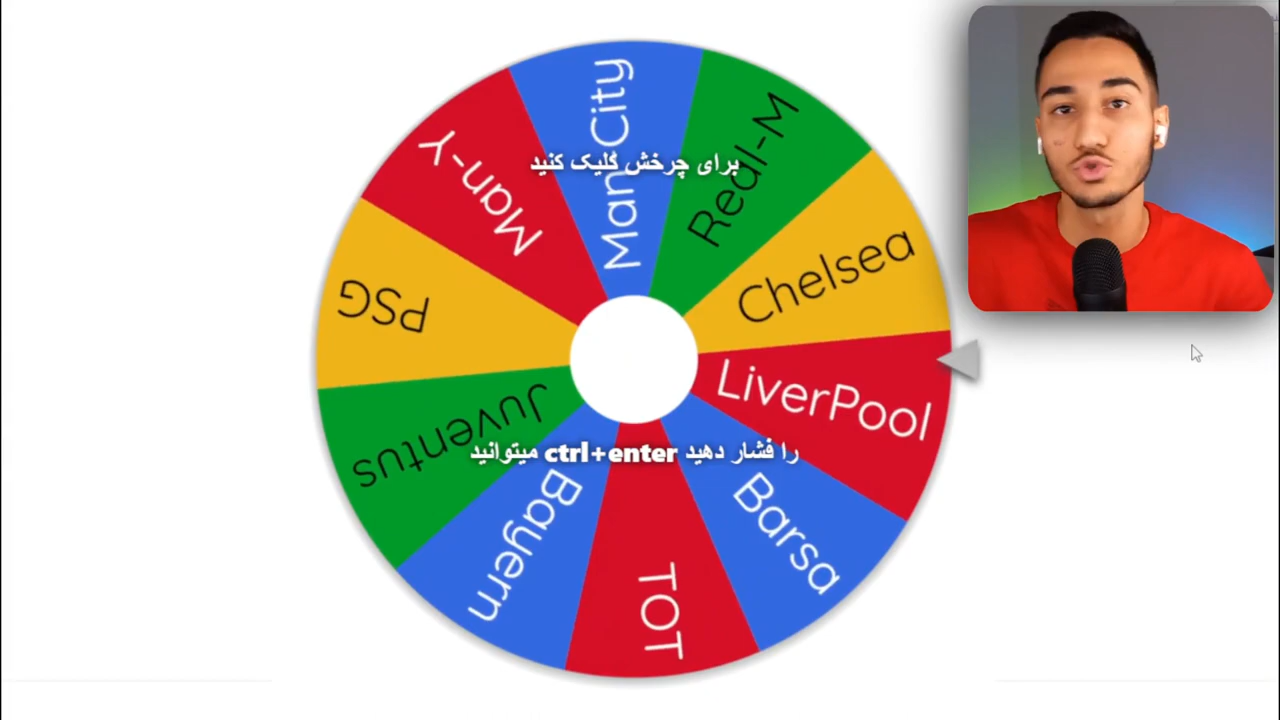 Man City
برای چرخش کلیک کنید
Real-M
Man-Y
Chelsea
PSG
LiverPool
Juventus
میتوانید ctrl+enter را فشار دهید
Barsa
Bayern
TOT